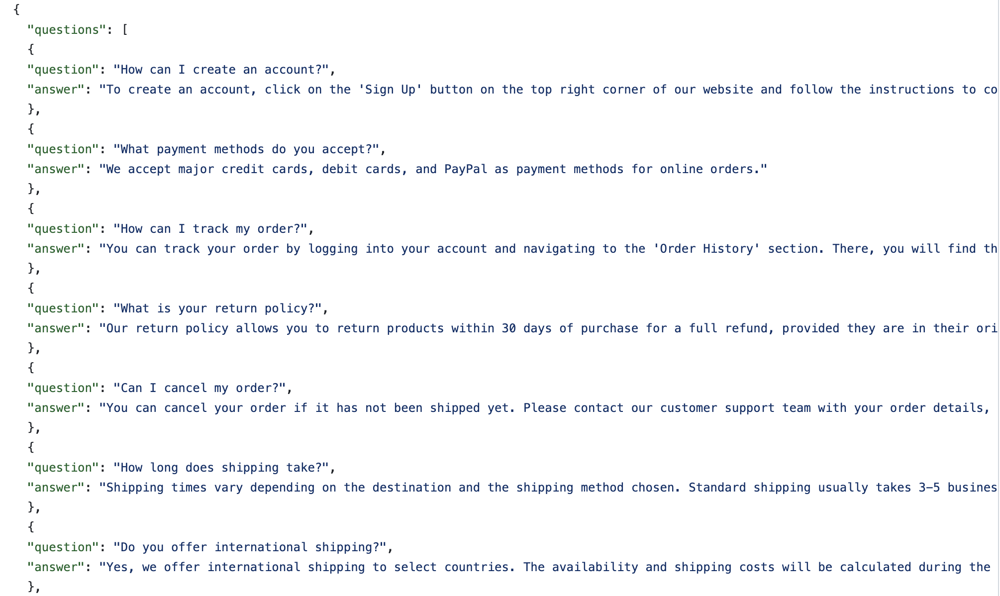 {
"questions": [
{
"question": "How can I create an account?",
"answer": "To create an account, click on the 'Sign Up' button on the top right corner of our website and follow the instructions to co
},
{
"question": "What payment methods do you accept?",
"answer": "We accept major credit cards, debit cards, and PayPal as payment methods for online orders."
},
{
"question": "How can I track my order?",
"answer": "You can track your order by logging into your account and navigating to the 'Order History' section. There, you will find th
},
{
"question": "What is your return policy?",
"answer": "Our return policy allows you to return products within 30 days of purchase for a full refund, provided they are in their ori
},
{
"question": "Can I cancel my order?",
"answer": "You can cancel your order if it has not been shipped yet. Please contact our customer support team with your order details,
},
{
"question": "How long does shipping take?",
"answer": "Shipping times vary depending on the destination and the shipping method chosen. Standard shipping usually takes 3–5 busines
},
{
"question": "Do you offer international shipping?",
"answer": "Yes, we offer international shipping to select countries. The availability and shipping costs will be calculated during the
},